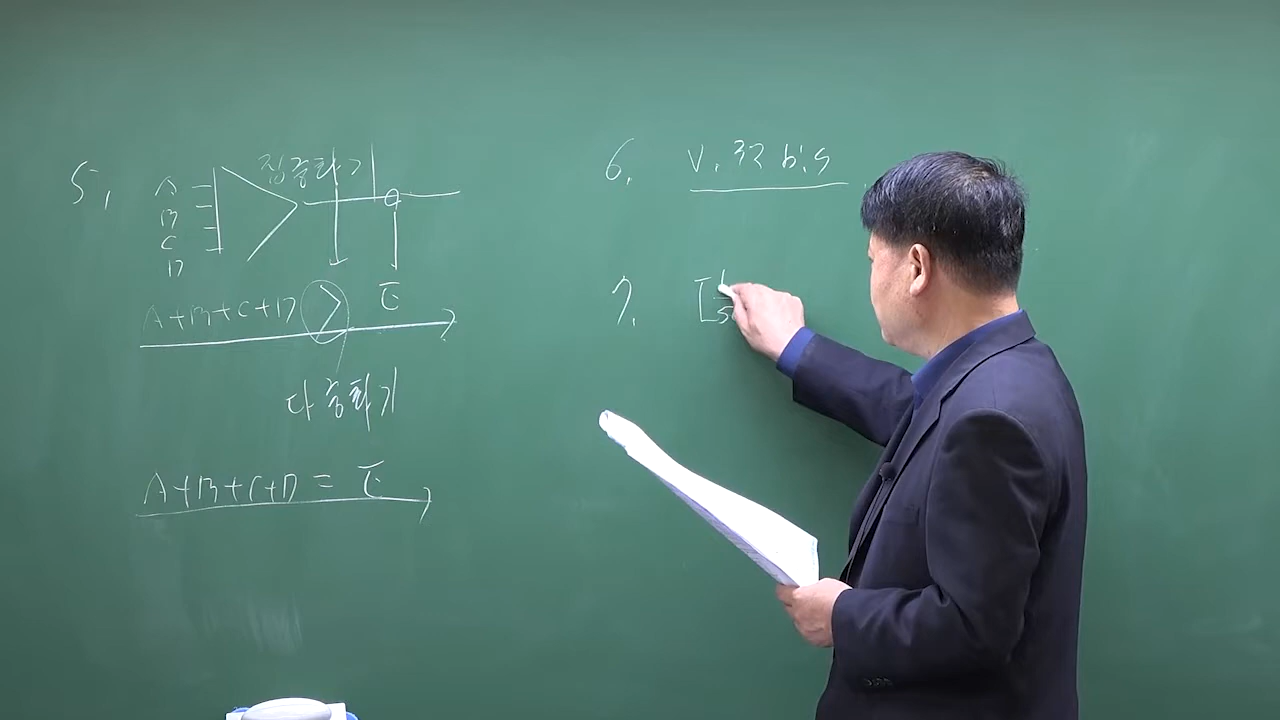 5,
집중화기
A
B
C
D
A+B+C+D > E
다중화기
A+B+C+D = E
6. V.32 bis
7. [